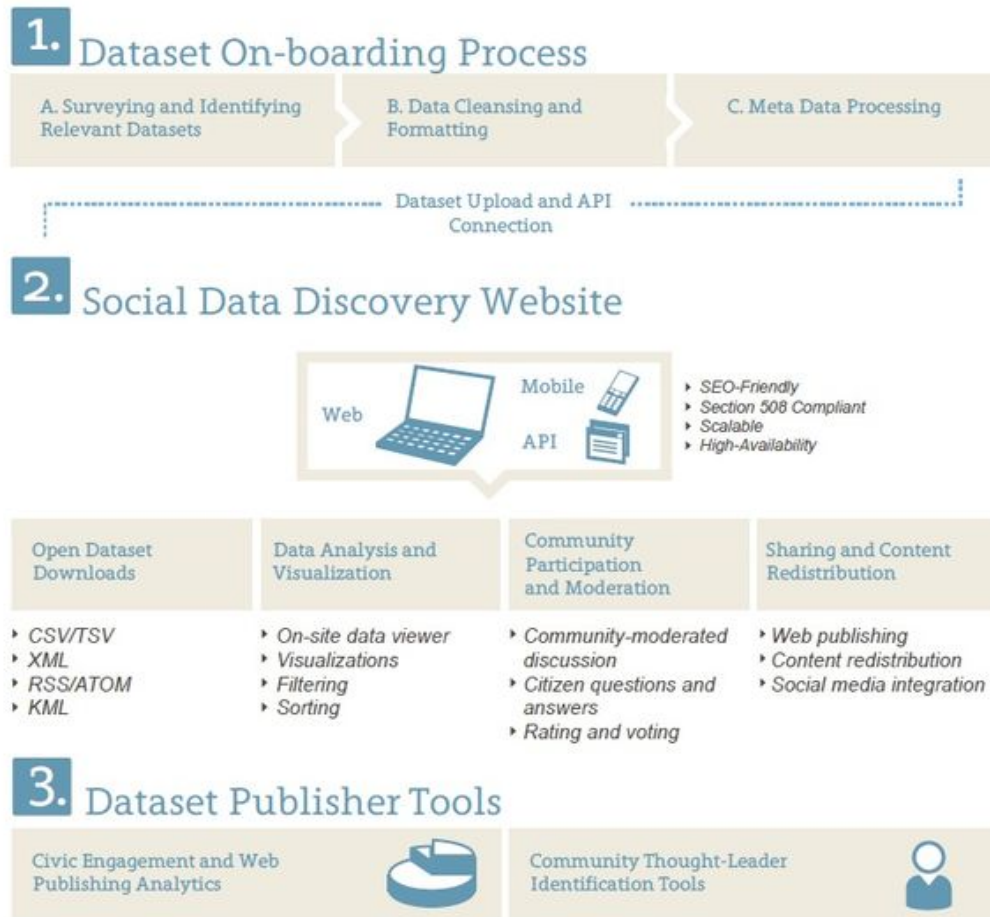 1. Dataset On-boarding Process
A. Surveying and Identifying
Relevant Datasets
B. Data Cleansing and
Formatting
C. Meta Data Processing
Dataset Upload and API
Connection
2. Social Data Discovery Website
Web
Mobile
API
SEO-Friendly
Section 508 Compliant
Scalable
High-Availability
Open Dataset
Downloads
CSV/TSV
XML
RSS/ATOM
KML
Data Analysis and
Visualization
On-site data viewer
Visualizations
Filtering
Sorting
Community
Participation
and Moderation
Community-moderated
discussion
Citizen questions and
answers
Rating and voting
Sharing and Content
Redistribution
Web publishing
Content redistribution
Social media integration
3. Dataset Publisher Tools
Civic Engagement and Web
Publishing Analytics
Community Thought-Leader
Identification Tools